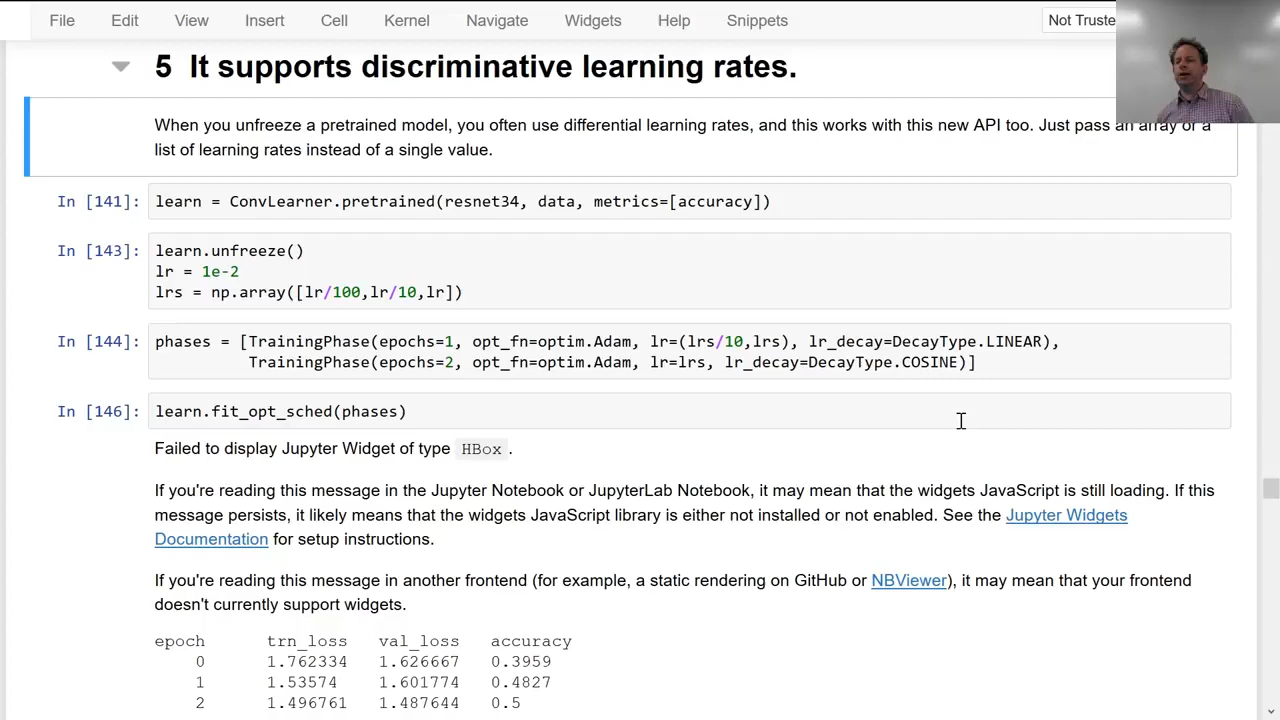 File Edit View Insert Cell Kernel Navigate Widgets Help Snippets Not Truste
5 It supports discriminative learning rates.
When you unfreeze a pretrained model, you often use differential learning rates, and this works with this new API too. Just pass an array or a
list of learning rates instead of a single value.
In [141]: learn = ConvLearner.pretrained(resnet34, data, metrics=[accuracy])
In [143]: learn.unfreeze()
lr = 1e-2
lrs = np.array([lr/100,lr/10,lr])
In [144]: phases = [TrainingPhase(epochs=1, opt_fn=optim.Adam, lr=(lrs/10,lrs), lr_decay=DecayType.LINEAR),
TrainingPhase(epochs=2, opt_fn=optim.Adam, lr=lrs, lr_decay=DecayType.COSINE)]
In [146]: learn.fit_opt_sched(phases)
Failed to display Jupyter Widget of type HBox.
If you're reading this message in the Jupyter Notebook or JupyterLab Notebook, it may mean that the widgets JavaScript is still loading. If this
message persists, it likely means that the widgets JavaScript library is either not installed or not enabled. See the Jupyter Widgets
Documentation for setup instructions.
If you're reading this message in another frontend (for example, a static rendering on GitHub or NBViewer), it may mean that your frontend
doesn't currently support widgets.
epoch trn_loss val_loss accuracy
0 1.762334 1.626667 0.3959
1 1.53574 1.601774 0.4827
2 1.496761 1.487644 0.5